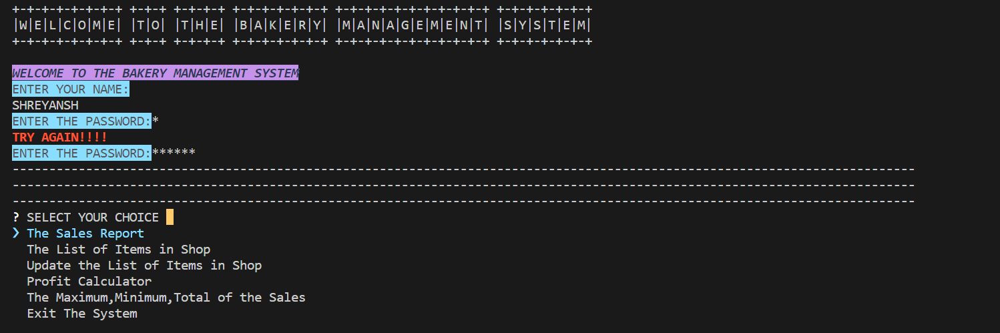 +-+-+-+-+-+-+-+ +-+-+ +-+-+-+ +-+-+-+-+-+-+ +-+-+-+-+-+-+-+-+-+-+ +-+-+-+-+-+-+
|W|E|L|C|O|M|E| |T|O| |T|H|E| |B|A|K|E|R|Y| |M|A|N|A|G|E|M|E|N|T| |S|Y|S|T|E|M|
+-+-+-+-+-+-+-+ +-+-+ +-+-+-+ +-+-+-+-+-+-+ +-+-+-+-+-+-+-+-+-+-+ +-+-+-+-+-+-+
WELCOME TO THE BAKERY MANAGEMENT SYSTEM
ENTER YOUR NAME:
SHREYANSH
ENTER THE PASSWORD:*
TRY AGAIN!!!!
ENTER THE PASSWORD:******
---------------------------------------------------------------------------------------------------------------------------
---------------------------------------------------------------------------------------------------------------------------
---------------------------------------------------------------------------------------------------------------------------
? SELECT YOUR CHOICE
❯ The Sales Report
The List of Items in Shop
Update the List of Items in Shop
Profit Calculator
The Maximum,Minimum,Total of the Sales
Exit The System